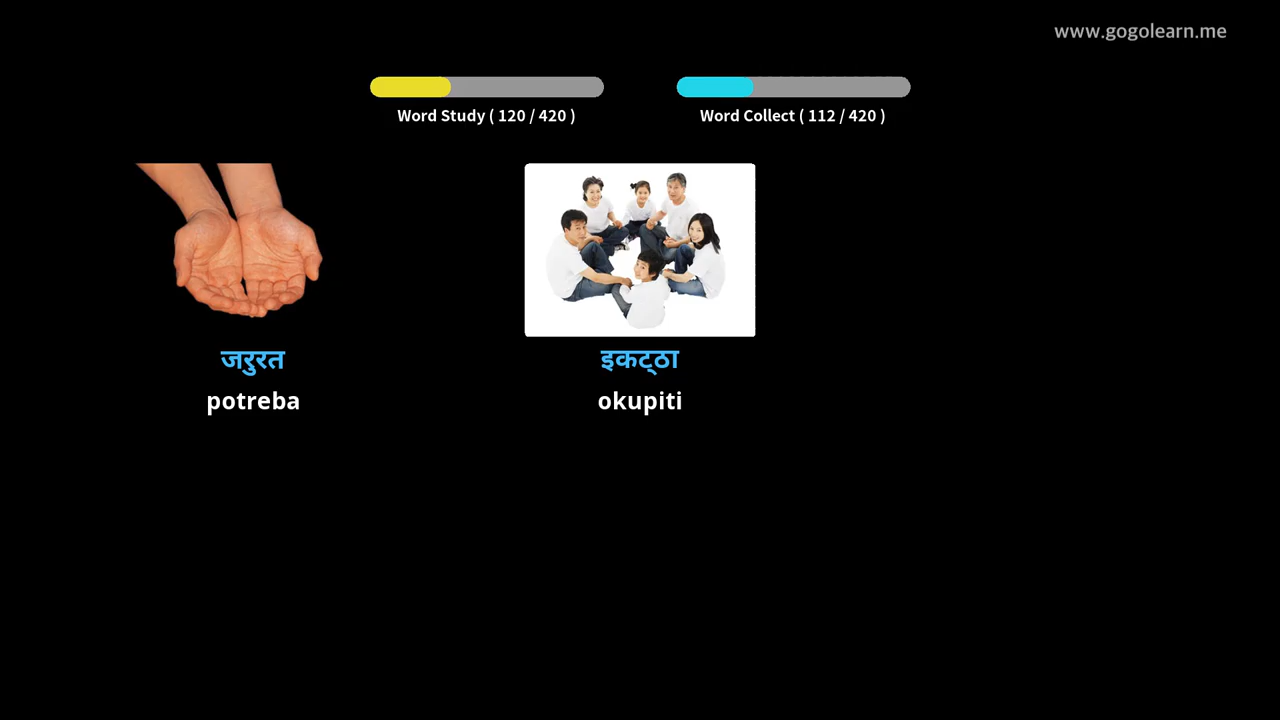 www.gogolearn.me
Word Study ( 120 / 420 )
Word Collect ( 112 / 420 )
जरुरत
potreba
इकट्ठा
okupiti